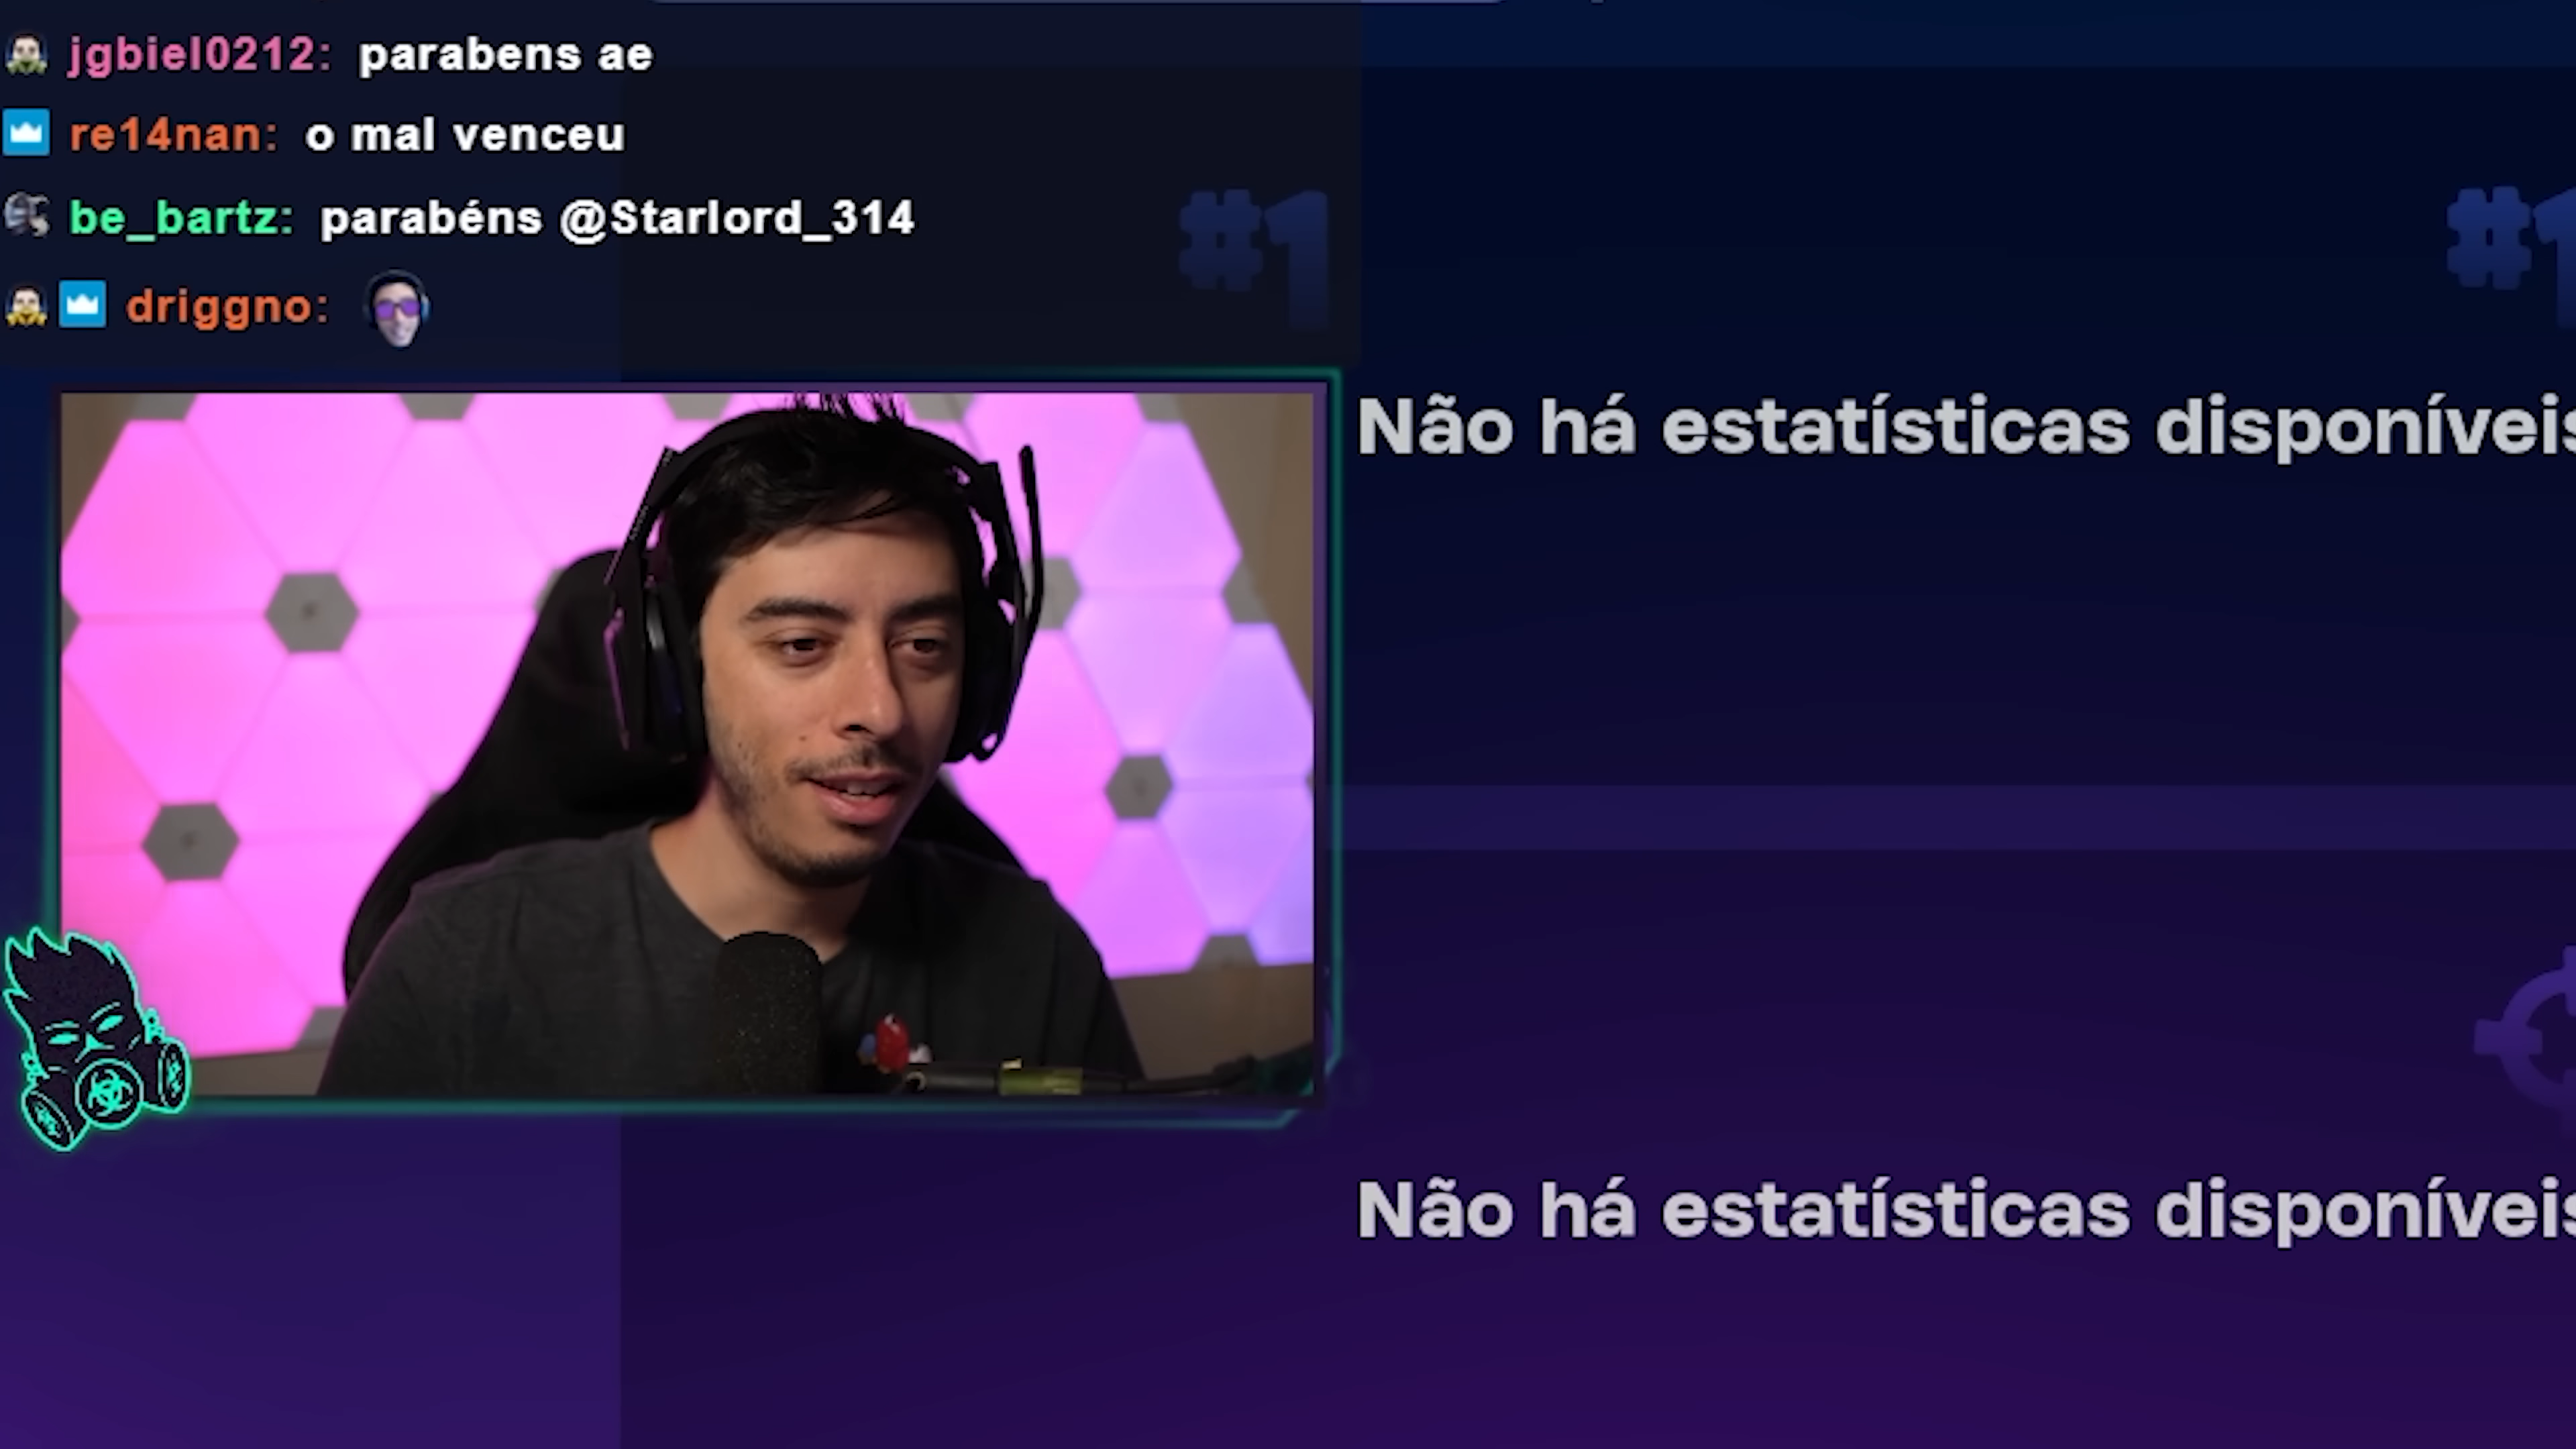 jgbiel0212: parabens ae
re14nan: o mal venceu
be_bartz: parabéns @Starlord_314
driggno:
#1
#1
Não há estatísticas disponíveis
Não há estatísticas disponíveis